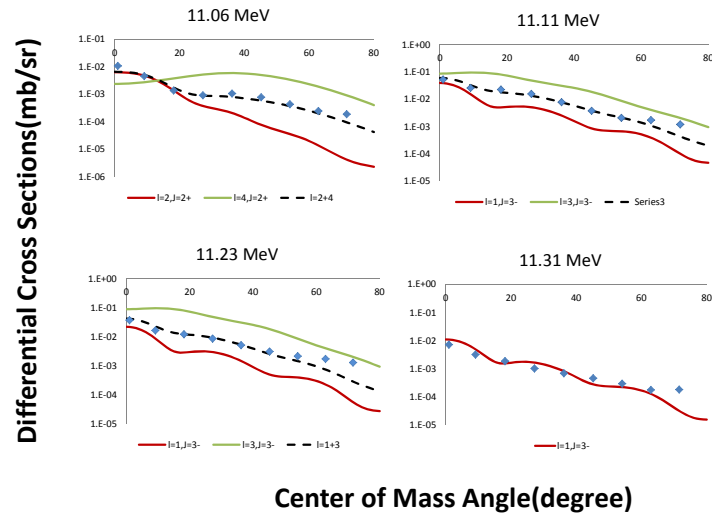 11.06 MeV
1.E-01
0 20 40 60 80
1.E-02
1.E-03
1.E-04
1.E-05
1.E-06
l=2,J=2+ l=4,J=2+ l=2+4
11.11 MeV
1.E+00
0 20 40 60 80
1.E-01
1.E-02
1.E-03
1.E-04
1.E-05
l=1,J=3- l=3,J=3- Series3
11.23 MeV
1.E+00
0 20 40 60 80
1.E-01
1.E-02
1.E-03
1.E-04
1.E-05
l=1,J=3- l=3,J=3- l=1+3
11.31 MeV
1.E+00
0 20 40 60 80
1.E-01
1.E-02
1.E-03
1.E-04
1.E-05
l=1,J=3-
Differential Cross Sections(mb/sr)
Center of Mass Angle(degree)